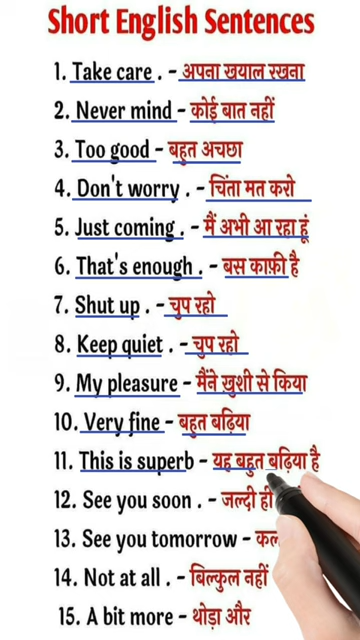 Short English Sentences
1. Take care . - अपना खयाल रखना
2. Never mind - कोई बात नहीं
3. Too good - बहुत अच्छा
4. Don't worry . - चिंता मत करो
5. Just coming . - मैं अभी आ रहा हूं
6. That's enough . - बस काफ़ी है
7. Shut up . - चुप रहो
8. Keep quiet . - चुप रहो
9. My pleasure - मैंने खुशी से किया
10. Very fine - बहुत बढ़िया
11. This is superb - यह बहुत बढ़िया है
12. See you soon . - जल्दी ही
13. See you tomorrow -
14. Not at all . - बिल्कुल नहीं
15. A bit more - थोड़ा और